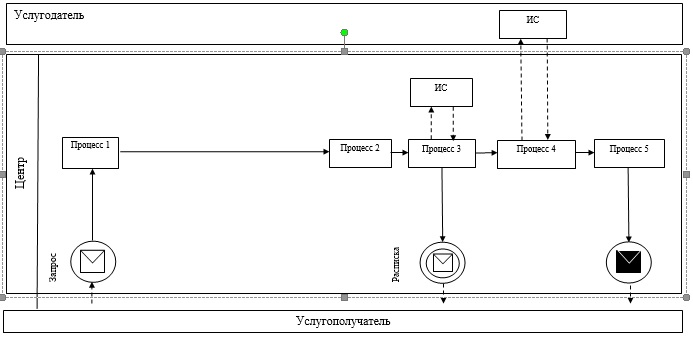 Услугодатель
ИС
ИС
Центр
Процесс 1
Процесс 2
Процесс 3
Процесс 4
Процесс 5
Запрос
Расписка
Услугополучатель